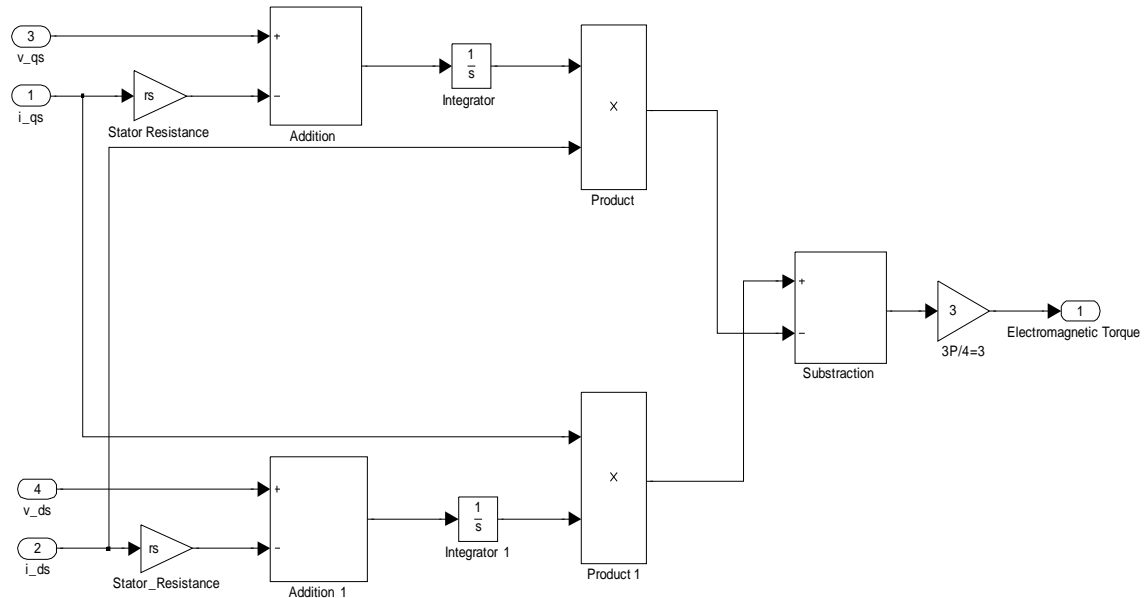 3
v_qs
1
i_qs
rs
Stator Resistance
+
−
Addition
1
s
Integrator
X
Product
+
−
Substraction
3
3P/4=3
1
Electromagnetic Torque
4
v_ds
2
i_ds
rs
Stator_Resistance
+
−
Addition 1
1
s
Integrator 1
X
Product 1